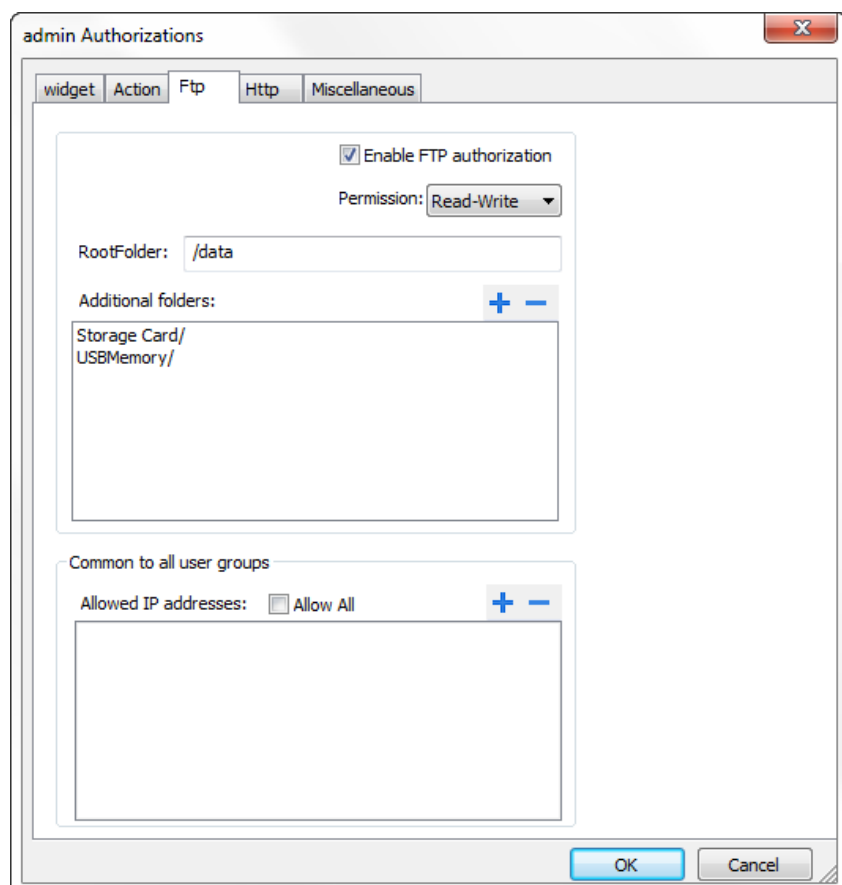 admin Authorizations
widget Action Ftp Http Miscellaneous
Enable FTP authorization
Permission: Read-Write
RootFolder: /data
Additional folders:
Storage Card/
USBMemory/
Common to all user groups
Allowed IP addresses: Allow All
OK Cancel